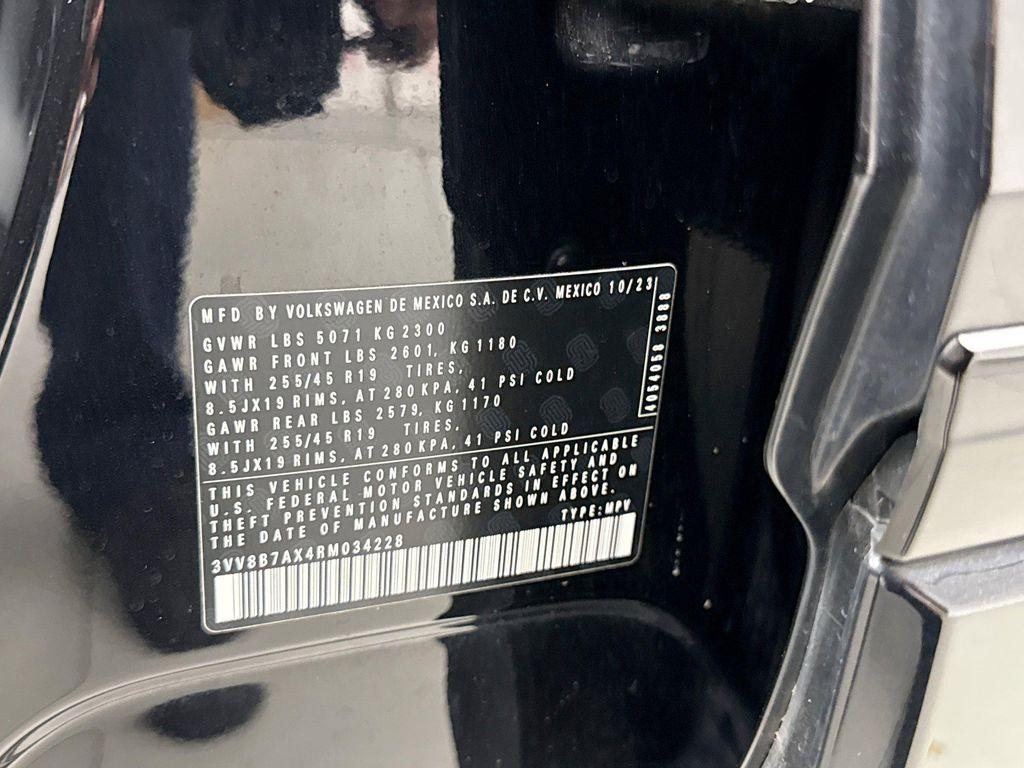 MFD BY VOLKSWAGEN DE MEXICO S.A. DE C.V. MEXICO 10/23
GVWR LBS 5071 KG 2300
GAWR FRONT LBS 2601, KG 1180
WITH 255/45 R19 TIRES,
8.5JX19 RIMS, AT 280 KPA, 41 PSI COLD
GAWR REAR LBS 2579, KG 1170
WITH 255/45 R19 TIRES,
8.5JX19 RIMS, AT 280 KPA, 41 PSI COLD
4054058 3888
THIS VEHICLE CONFORMS TO ALL APPLICABLE
U.S. FEDERAL MOTOR VEHICLE SAFETY AND
THEFT PREVENTION STANDARDS IN EFFECT ON
THE DATE OF MANUFACTURE SHOWN ABOVE.
TYPE: MPV
3VV8B7AX4RM034228